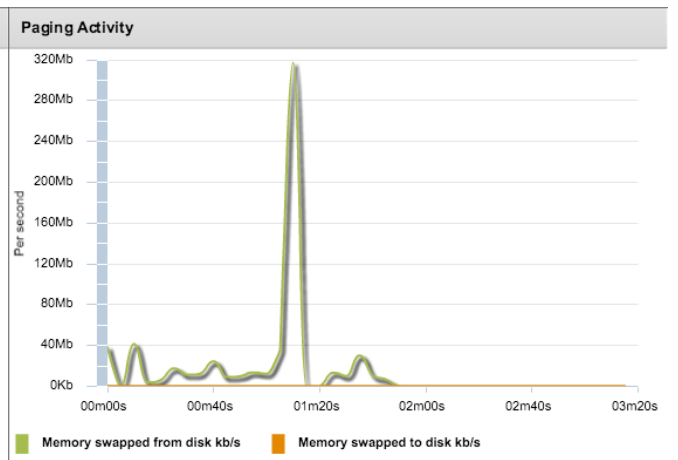 Paging Activity
320Mb
280Mb
240Mb
200Mb
160Mb
120Mb
80Mb
40Mb
0Kb
Per second
00m00s 00m40s 01m20s 02m00s 02m40s 03m20s
Memory swapped from disk kb/s Memory swapped to disk kb/s